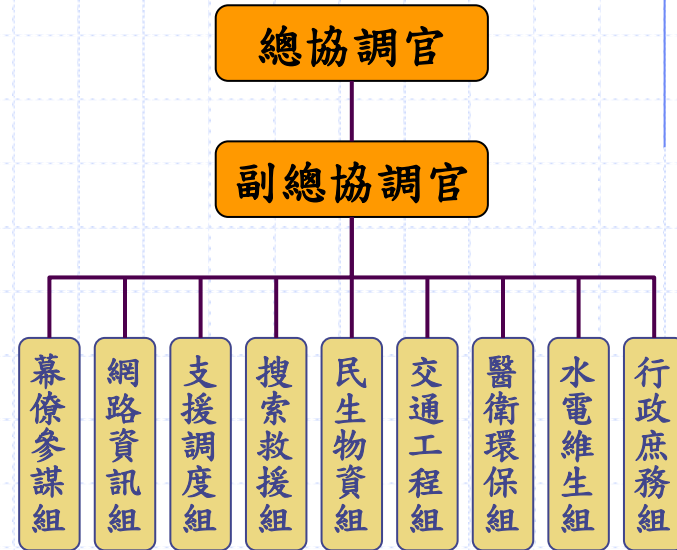 總協調官
副總協調官
幕僚參謀組
網路資訊組
支援調度組
搜索救援組
民生物資組
交通工程組
醫衛環保組
水電維生組
行政庶務組